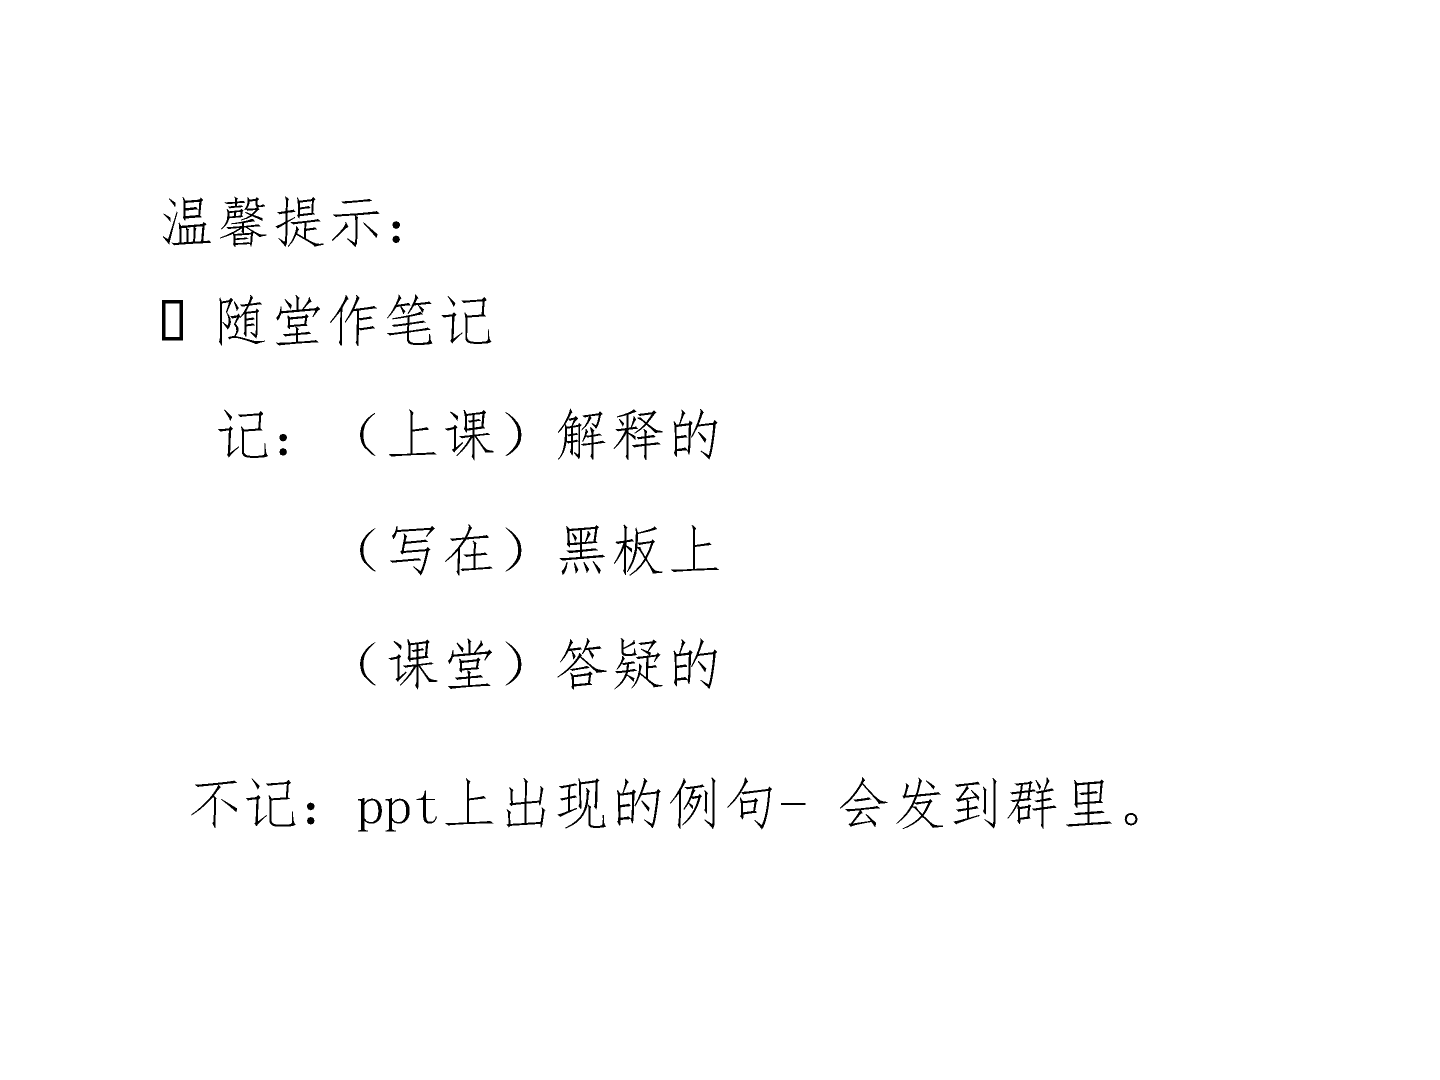 温馨提示：
随堂作笔记
记：（上课）解释的
（写在）黑板上
（课堂）答疑的
不记：ppt上出现的例句- 会发到群里。